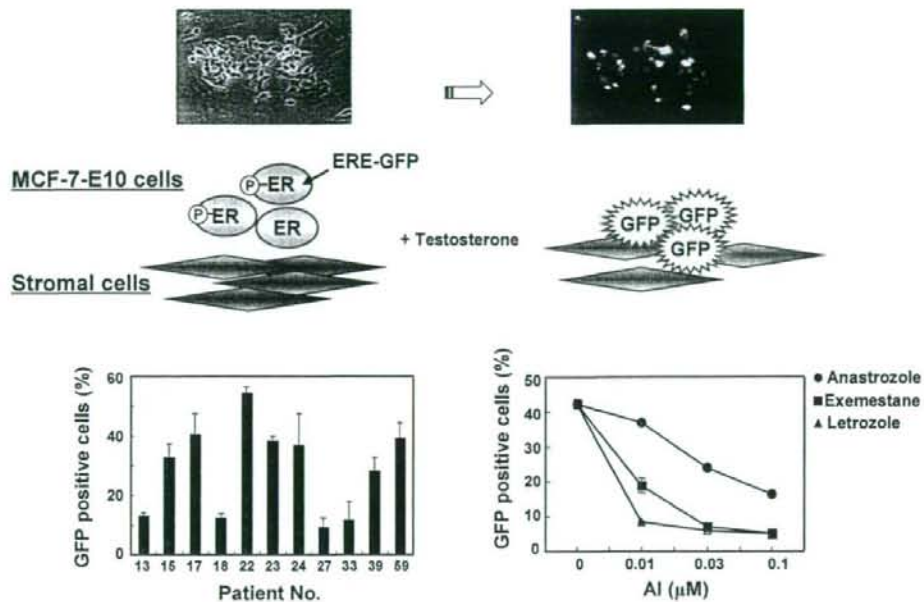 MCF-7-E10 cells
ERE-GFP
P ER
P ER
ER
+ Testosterone
GFP
GFP
GFP
Stromal cells
GFP positive cells (%)
60
40
20
0
13 15 17 18 22 23 24 27 33 39 59
Patient No.
GFP positive cells (%)
50
40
30
20
10
0
0 0.01 0.03 0.1
AI (μM)
Anastrozole
Exemestane
Letrozole